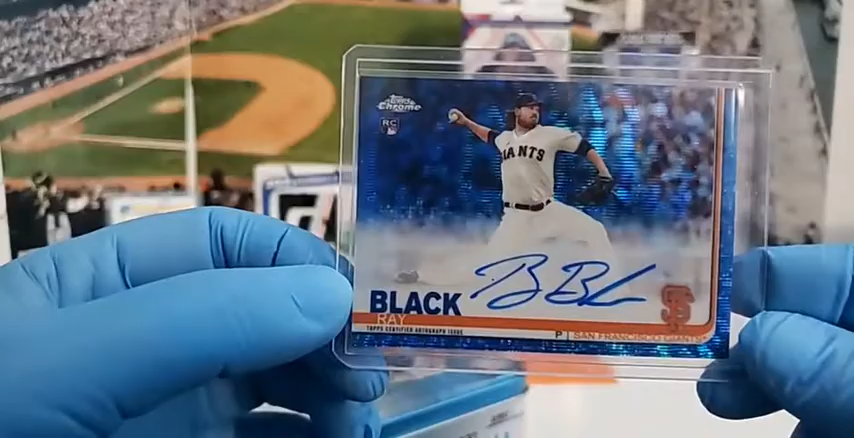 Topps
Chrome
RC
GIANTS
BLACK
RAY
TOPPS CERTIFIED AUTOGRAPH ISSUE
P | SAN FRANCISCO GIANTS
SF